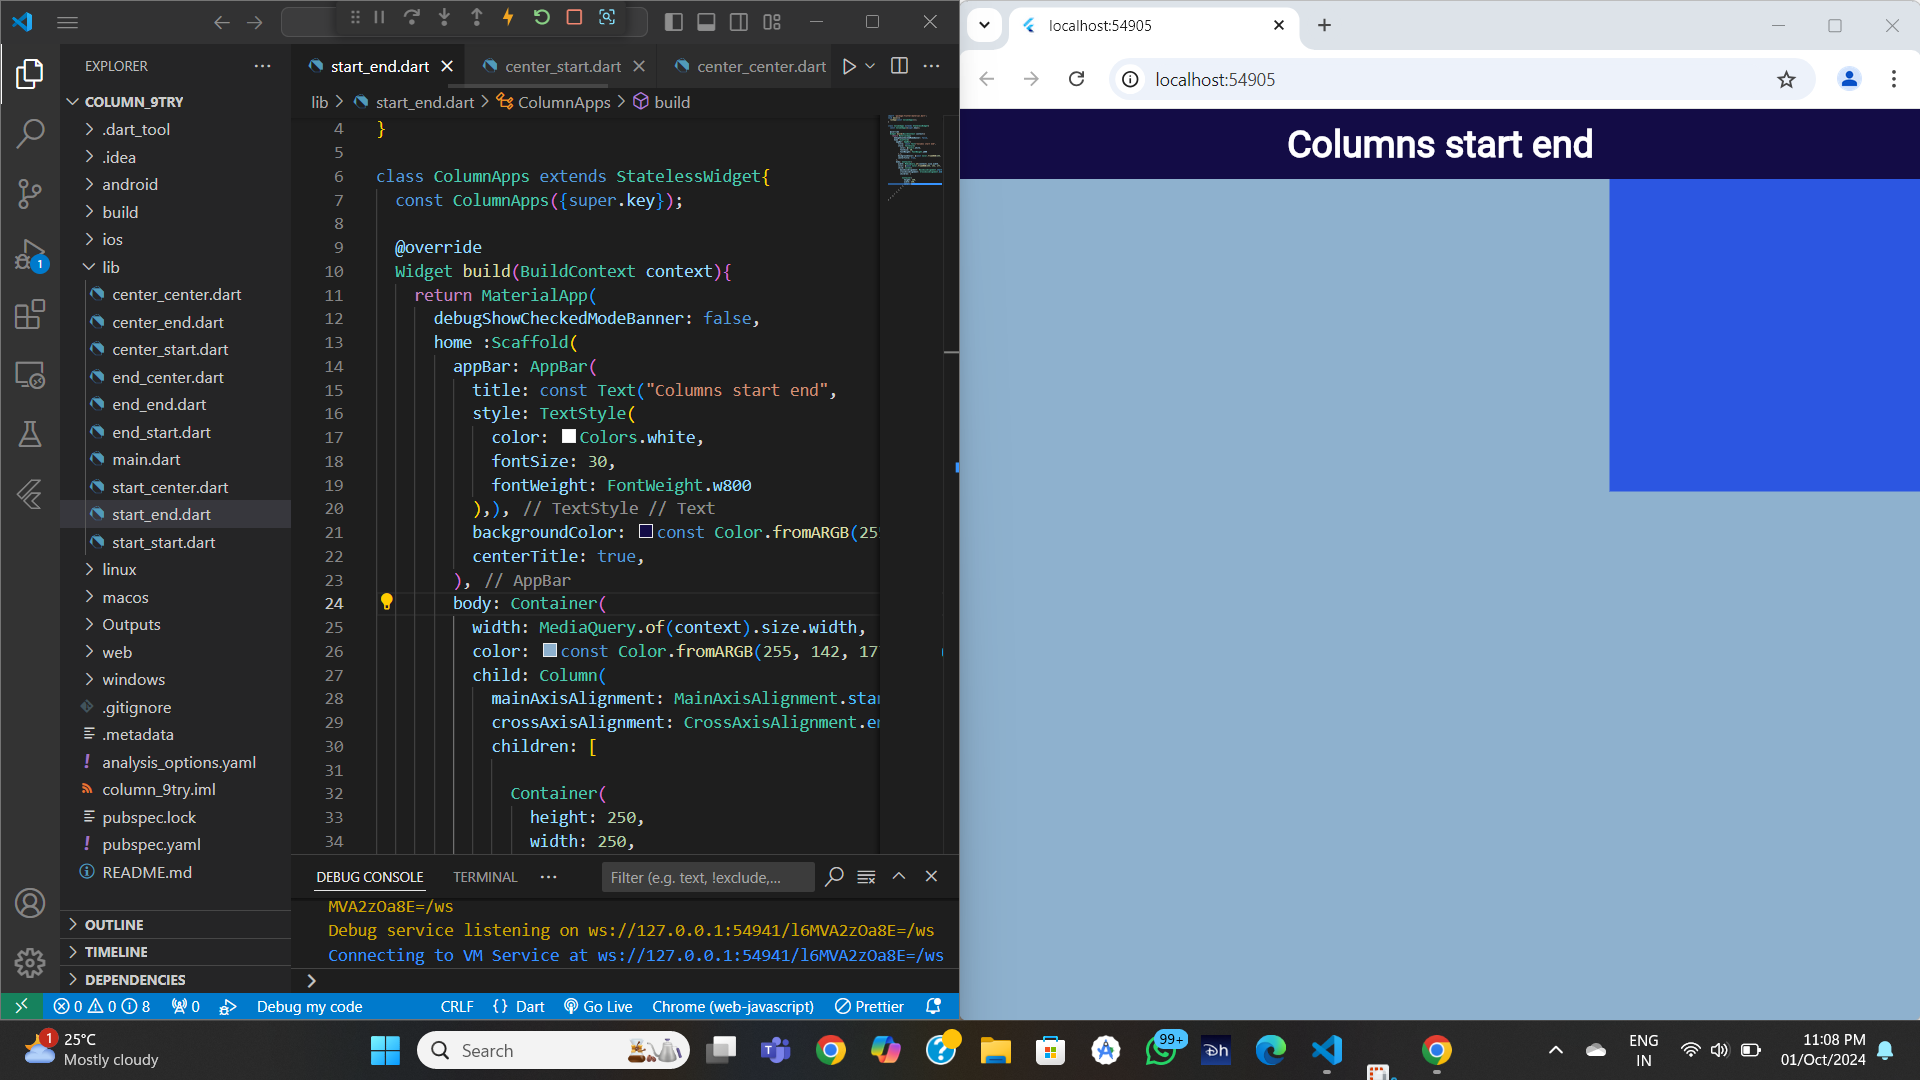 EXPLORER
COLUMN_9TRY
.dart_tool
.idea
android
build
ios
lib
center_center.dart
center_end.dart
center_start.dart
end_center.dart
end_end.dart
end_start.dart
main.dart
start_center.dart
start_end.dart
start_start.dart
linux
macos
Outputs
web
windows
.gitignore
.metadata
analysis_options.yaml
column_9try.iml
pubspec.lock
pubspec.yaml
README.md
OUTLINE
TIMELINE
DEPENDENCIES
1
start_end.dart center_start.dart center_center.dart
lib > start_end.dart > ColumnApps > build
4 }
5
6 class ColumnApps extends StatelessWidget{
7 const ColumnApps({super.key});
8
9 @override
10 Widget build(BuildContext context){
11 return MaterialApp(
12 debugShowCheckedModeBanner: false,
13 home :Scaffold(
14 appBar: AppBar(
15 title: const Text("Columns start end",
16 style: TextStyle(
17 color: Colors.white,
18 fontSize: 30,
19 fontWeight: FontWeight.w800
20 ),), // TextStyle // Text
21 backgroundColor: const Color.fromARGB(25
22 centerTitle: true,
23 ), // AppBar
24 body: Container(
25 width: MediaQuery.of(context).size.width,
26 color: const Color.fromARGB(255, 142, 17
27 child: Column(
28 mainAxisAlignment: MainAxisAlignment.star
29 crossAxisAlignment: CrossAxisAlignment.en
30 children: [
31
32 Container(
33 height: 250,
34 width: 250,
DEBUG CONSOLE TERMINAL Filter (e.g. text, !exclude,...
MVA2zOa8E=/ws
Debug service listening on ws://127.0.0.1:54941/l6MVA2zOa8E=/ws
Connecting to VM Service at ws://127.0.0.1:54941/l6MVA2zOa8E=/ws
0 0 8 0 Debug my code CRLF {} Dart Go Live Chrome (web-javascript) Prettier
localhost:54905
localhost:54905
Columns start end
1
25°C
Mostly cloudy
Search
99+
Dh
ENG
IN
11:08 PM
01/Oct/2024